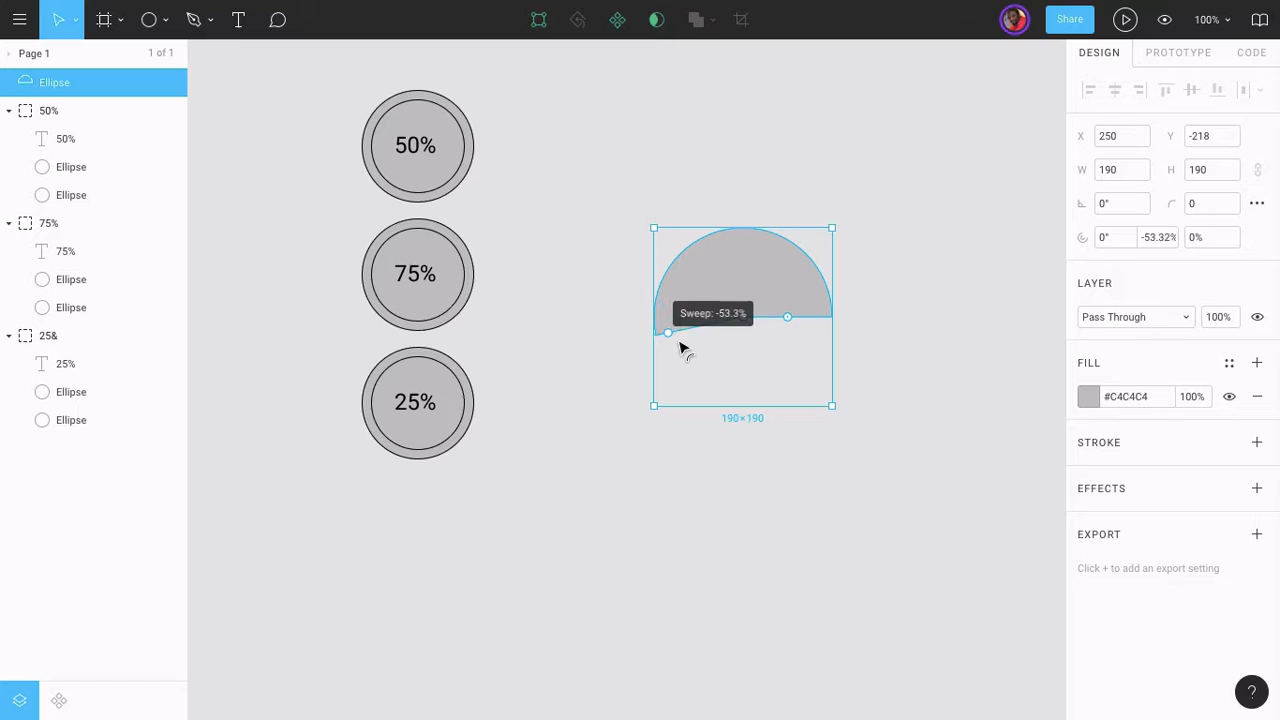 T
Share
100%
Page 1
1 of 1
DESIGN
PROTOTYPE
CODE
Ellipse
50%
T 50%
Ellipse
Ellipse
75%
T 75%
Ellipse
Ellipse
25&
T 25%
Ellipse
Ellipse
50%
75%
25%
Sweep: -53.3%
190×190
X 250
Y -218
W 190
H 190
0°
0
0°
-53.32%
0%
LAYER
Pass Through
100%
FILL
#C4C4C4
100%
STROKE
EFFECTS
EXPORT
Click + to add an export setting
?